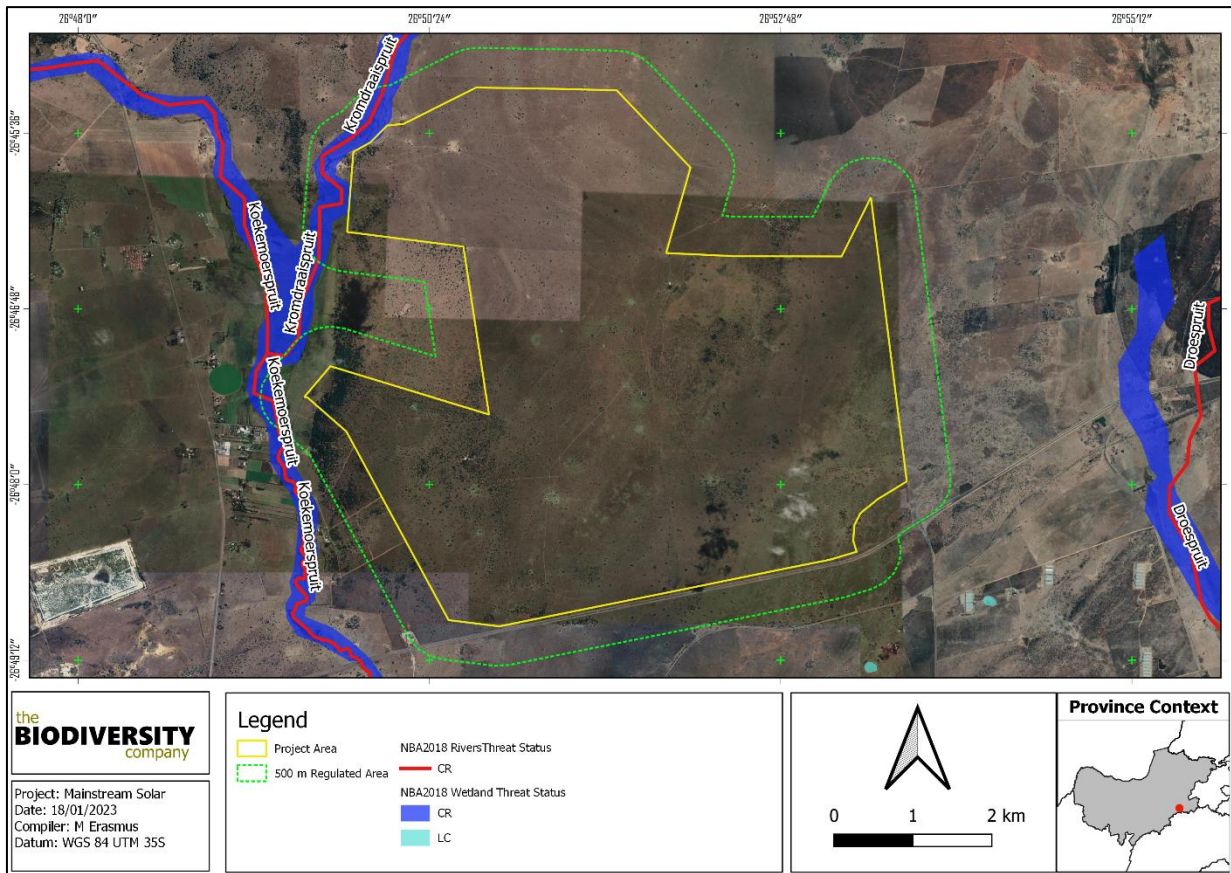 26°48'0" 26°50'24" 26°52'48" 26°55'12"
-26°45'36"
-26°46'48"
-26°48'0"
-26°49'12"
Kromdraaispruit
Koekemoerspruit
Kromdraaispruit
Koekemoerspruit
Koekemoerspruit
Droespruit
Droespruit
the
BIODIVERSITY
company
Project: Mainstream Solar
Date: 18/01/2023
Compiler: M Erasmus
Datum: WGS 84 UTM 35S
Legend
Project Area
500 m Regulated Area
NBA2018 RiversThreat Status
CR
NBA2018 Wetland Threat Status
CR
LC
0 1 2 km
Province Context